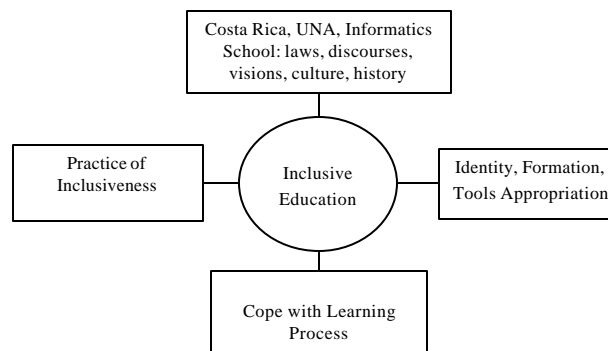 Costa Rica, UNA, Informatics
School: laws, discourses,
visions, culture, history
Practice of
Inclusiveness
Inclusive
Education
Identity, Formation,
Tools Appropriation
Cope with Learning
Process